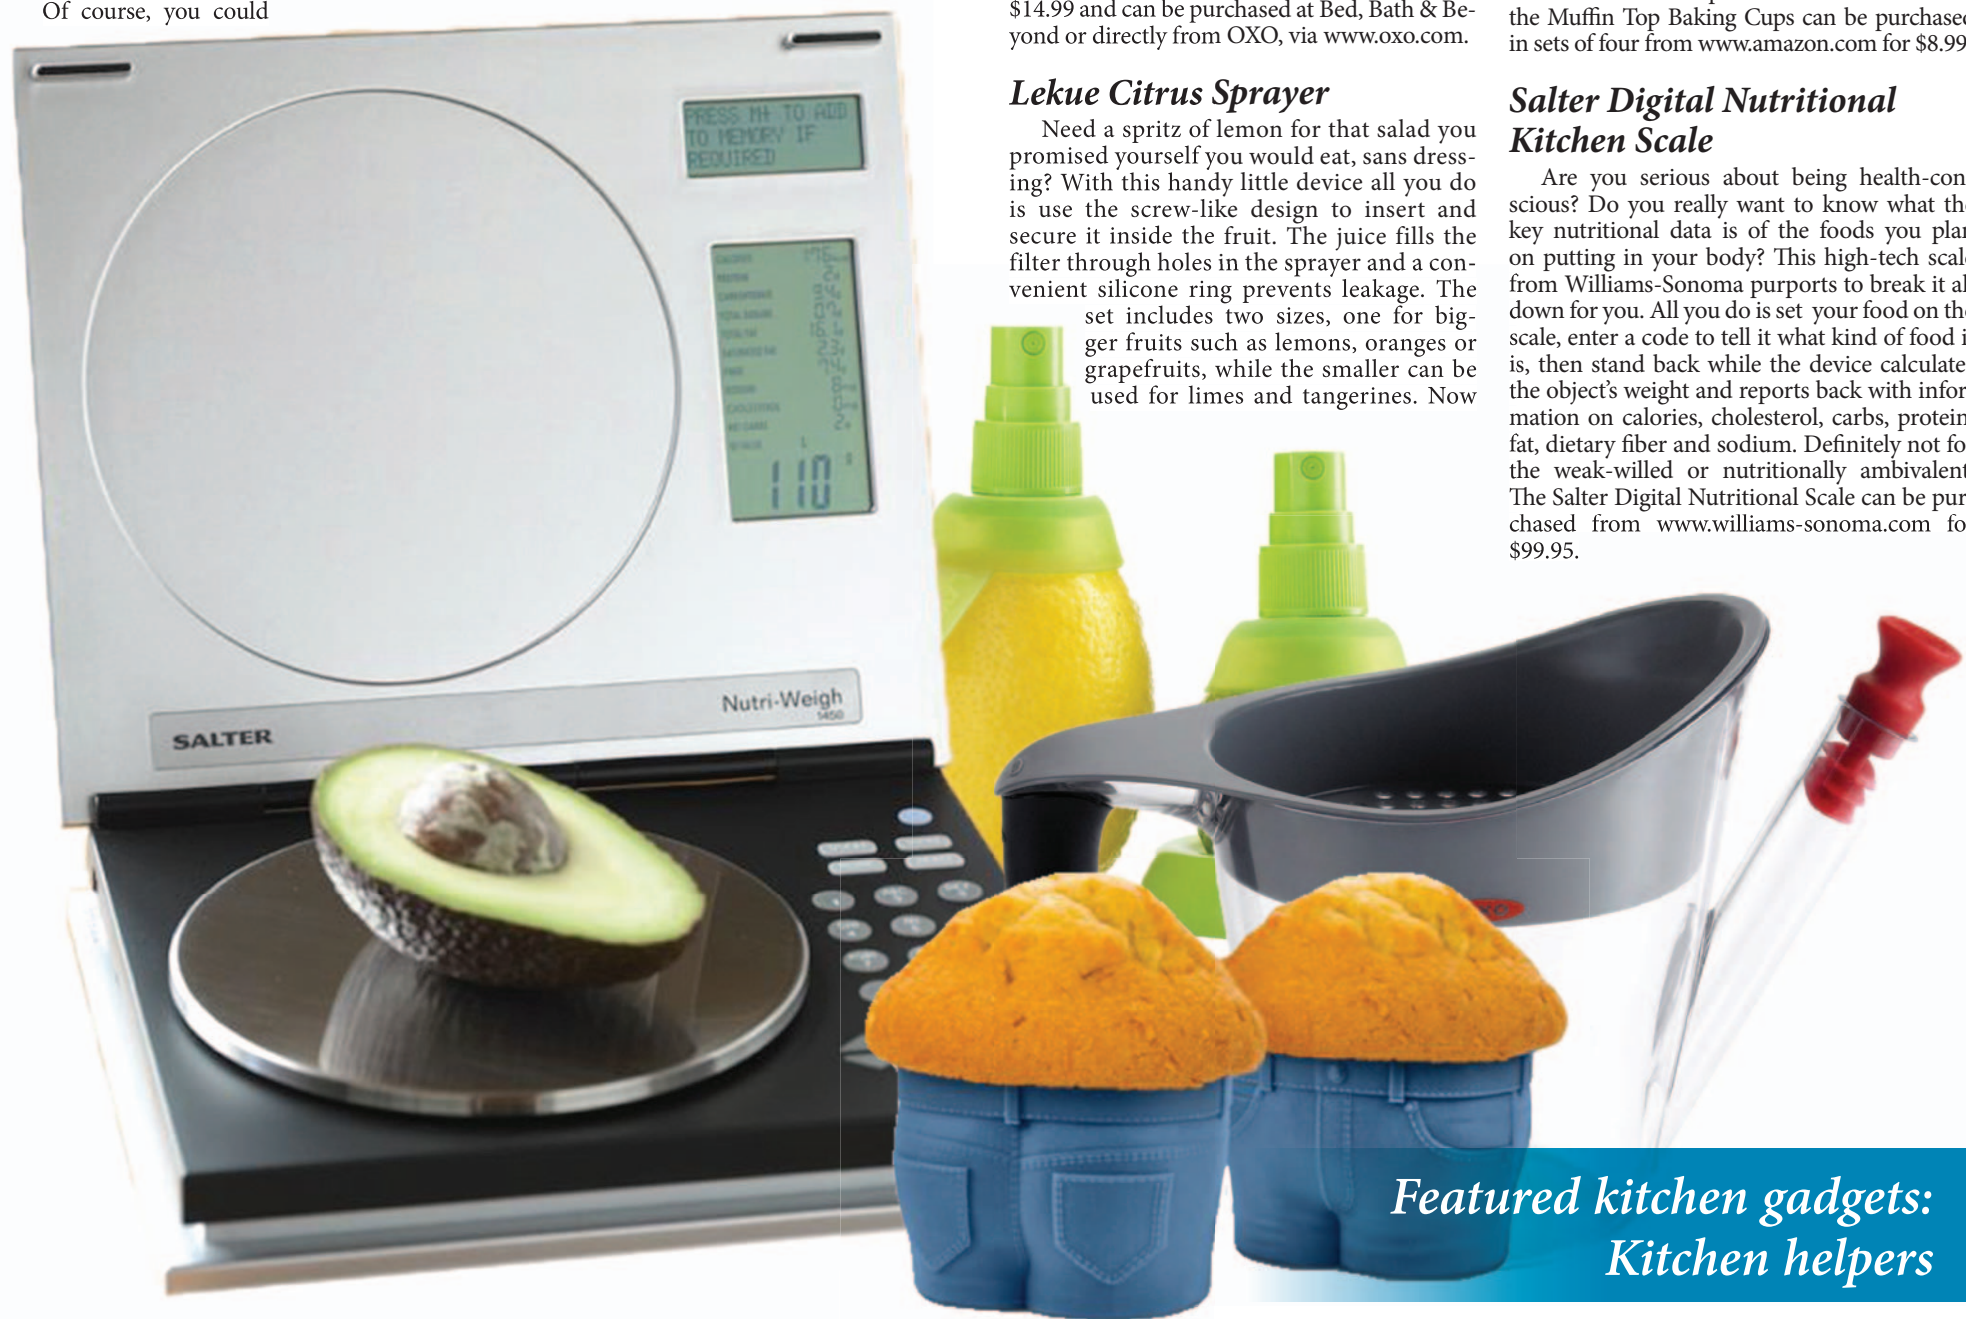 Of course, you could
PRESS M+ TO ADD
TO MEMORY IF
REQUIRED
110
Nutri-Weigh
1450
SALTER
$14.99 and can be purchased at Bed, Bath & Be-
yond or directly from OXO, via www.oxo.com.
Lekue Citrus Sprayer
Need a spritz of lemon for that salad you
promised yourself you would eat, sans dress-
ing? With this handy little device all you do
is use the screw-like design to insert and
secure it inside the fruit. The juice fills the
filter through holes in the sprayer and a con-
venient silicone ring prevents leakage. The
set includes two sizes, one for big-
ger fruits such as lemons, oranges or
grapefruits, while the smaller can be
used for limes and tangerines. Now
the Muffin Top Baking Cups can be purchased
in sets of four from www.amazon.com for $8.99
Salter Digital Nutritional
Kitchen Scale
Are you serious about being health-con
scious? Do you really want to know what the
key nutritional data is of the foods you plan
on putting in your body? This high-tech scale
from Williams-Sonoma purports to break it al
down for you. All you do is set your food on the
scale, enter a code to tell it what kind of food i
is, then stand back while the device calculate
the object's weight and reports back with infor
mation on calories, cholesterol, carbs, protein
fat, dietary fiber and sodium. Definitely not fo
the weak-willed or nutritionally ambivalent
The Salter Digital Nutritional Scale can be pur
chased from www.williams-sonoma.com fo
$99.95.
Featured kitchen gadgets:
Kitchen helpers